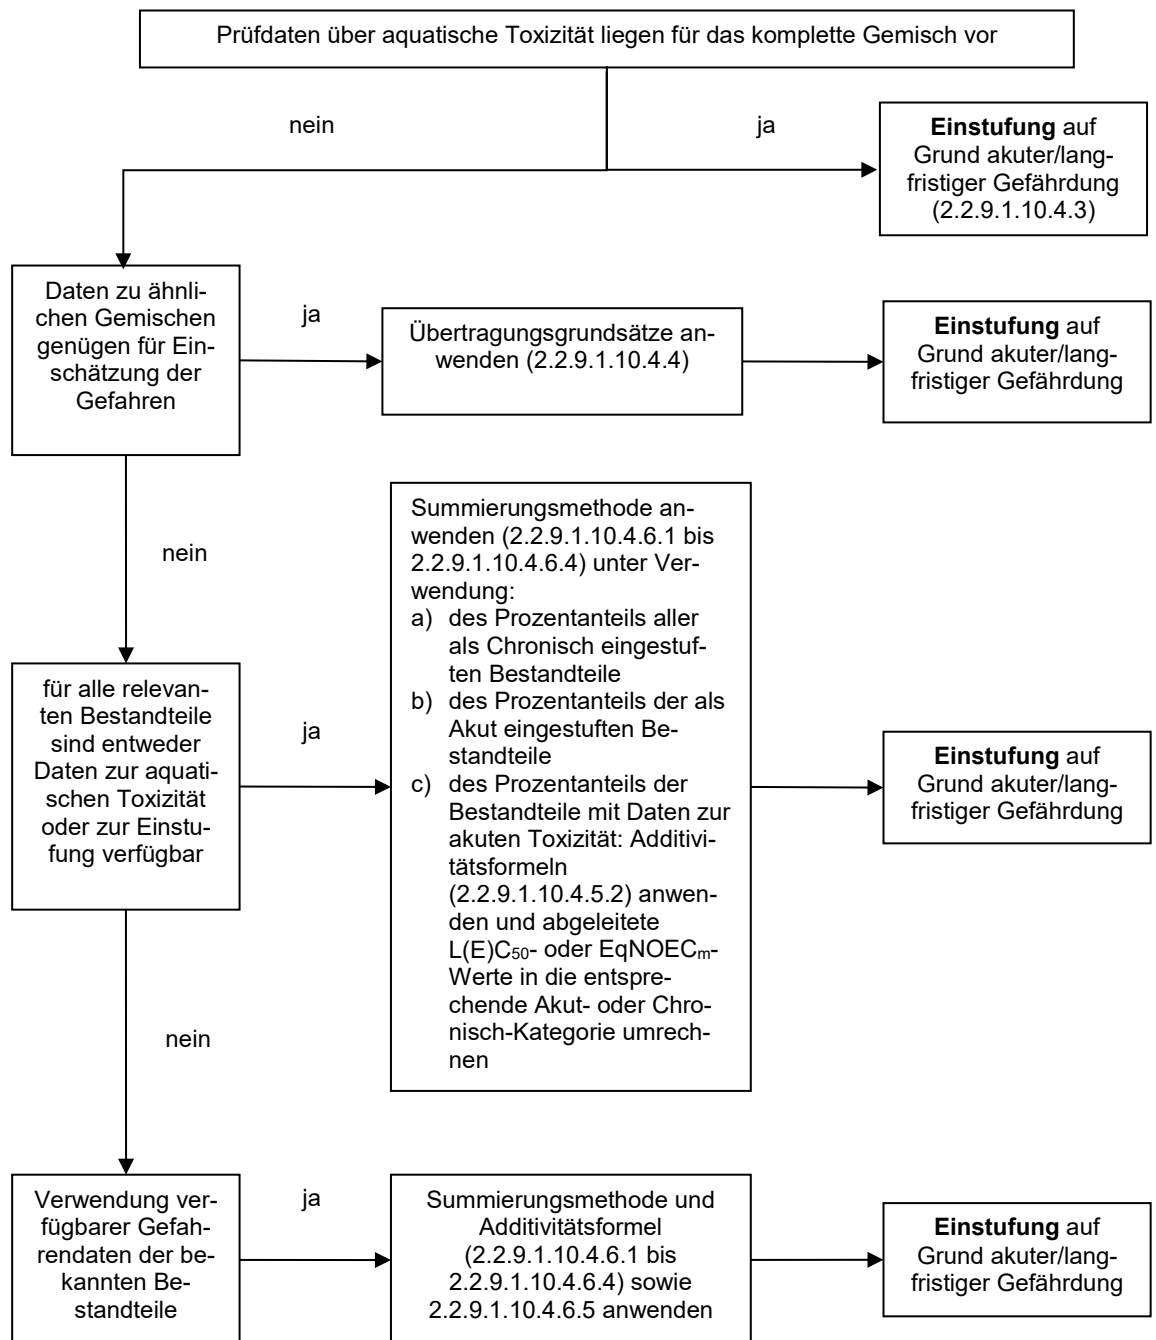 Prüfdaten über aquatische Toxizität liegen für das komplette Gemisch vor
nein
ja
Einstufung auf
Grund akuter/lang-
fristiger Gefährdung
(2.2.9.1.10.4.3)
Daten zu ähnli-
chen Gemischen
genügen für Ein-
schätzung der
Gefahren
ja
Übertragungsgrundsätze an-
wenden (2.2.9.1.10.4.4)
Einstufung auf
Grund akuter/lang-
fristiger Gefährdung
nein
Summierungsmethode an-
wenden (2.2.9.1.10.4.6.1 bis
2.2.9.1.10.4.6.4) unter Ver-
wendung:
a) des Prozentanteils aller
als Chronisch eingestuf-
ten Bestandteile
b) des Prozentanteils der als
Akut eingestuften Be-
standteile
c) des Prozentanteils der
Bestandteile mit Daten zur
akuten Toxizität: Additivi-
tätsformeln
(2.2.9.1.10.4.5.2) anwen-
den und abgeleitete
L(E)C50- oder EqNOECm-
Werte in die entspre-
chende Akut- oder Chro-
nisch-Kategorie umrech-
nen
für alle relevan-
ten Bestandteile
sind entweder
Daten zur aquati-
schen Toxizität
oder zur Einstu-
fung verfügbar
ja
Einstufung auf
Grund akuter/lang-
fristiger Gefährdung
nein
Verwendung ver-
fügbarer Gefah-
rendaten der be-
kannten Be-
standteile
ja
Summierungsmethode und
Additivitätsformel
(2.2.9.1.10.4.6.1 bis
2.2.9.1.10.4.6.4) sowie
2.2.9.1.10.4.6.5 anwenden
Einstufung auf
Grund akuter/lang-
fristiger Gefährdung